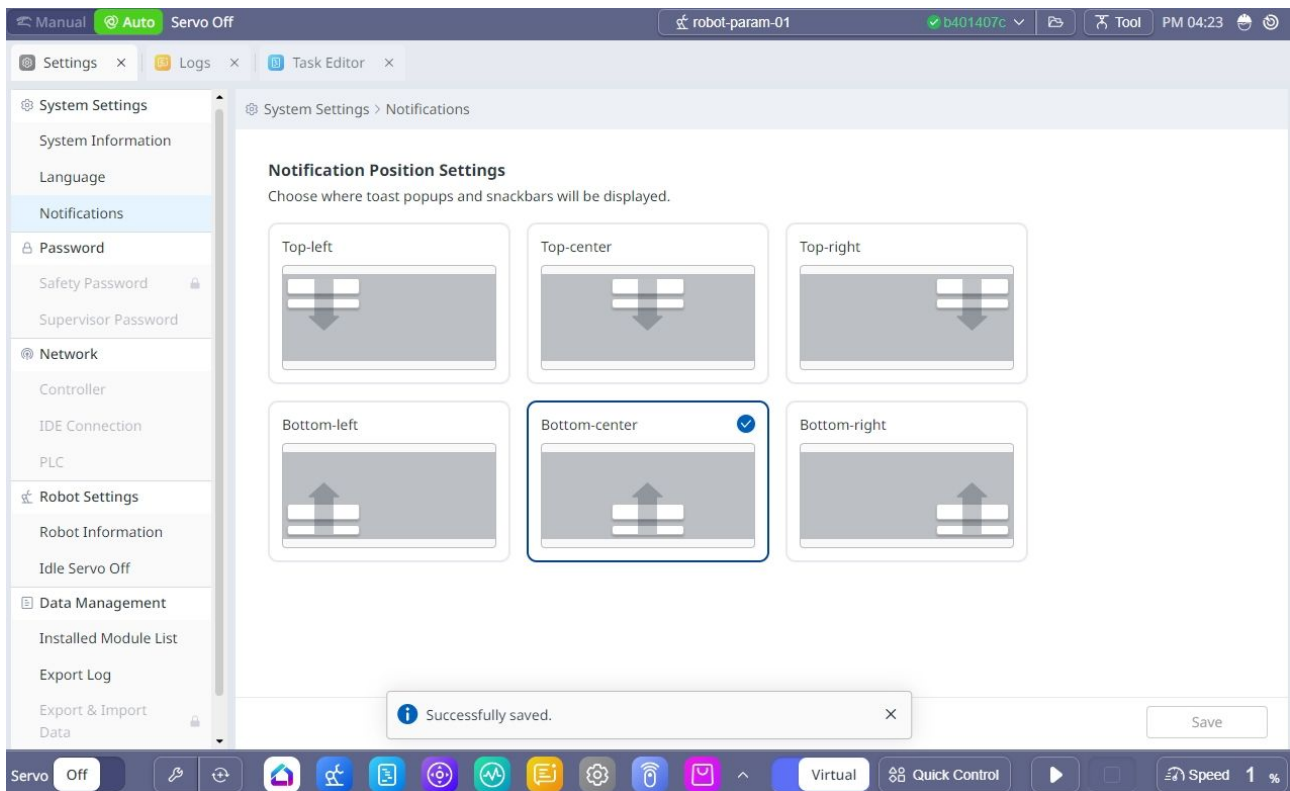 Manual Auto Servo Off robot-param-01 b401407c Tool PM 04:23
Settings Logs Task Editor
System Settings
System Information
Language
Notifications
Password
Safety Password
Supervisor Password
Network
Controller
IDE Connection
PLC
Robot Settings
Robot Information
Idle Servo Off
Data Management
Installed Module List
Export Log
Export & Import
Data
System Settings > Notifications
Notification Position Settings
Choose where toast popups and snackbars will be displayed.
Top-left Top-center Top-right
Bottom-left Bottom-center Bottom-right
Successfully saved.
Save
Servo Off Virtual Quick Control Speed 1 %